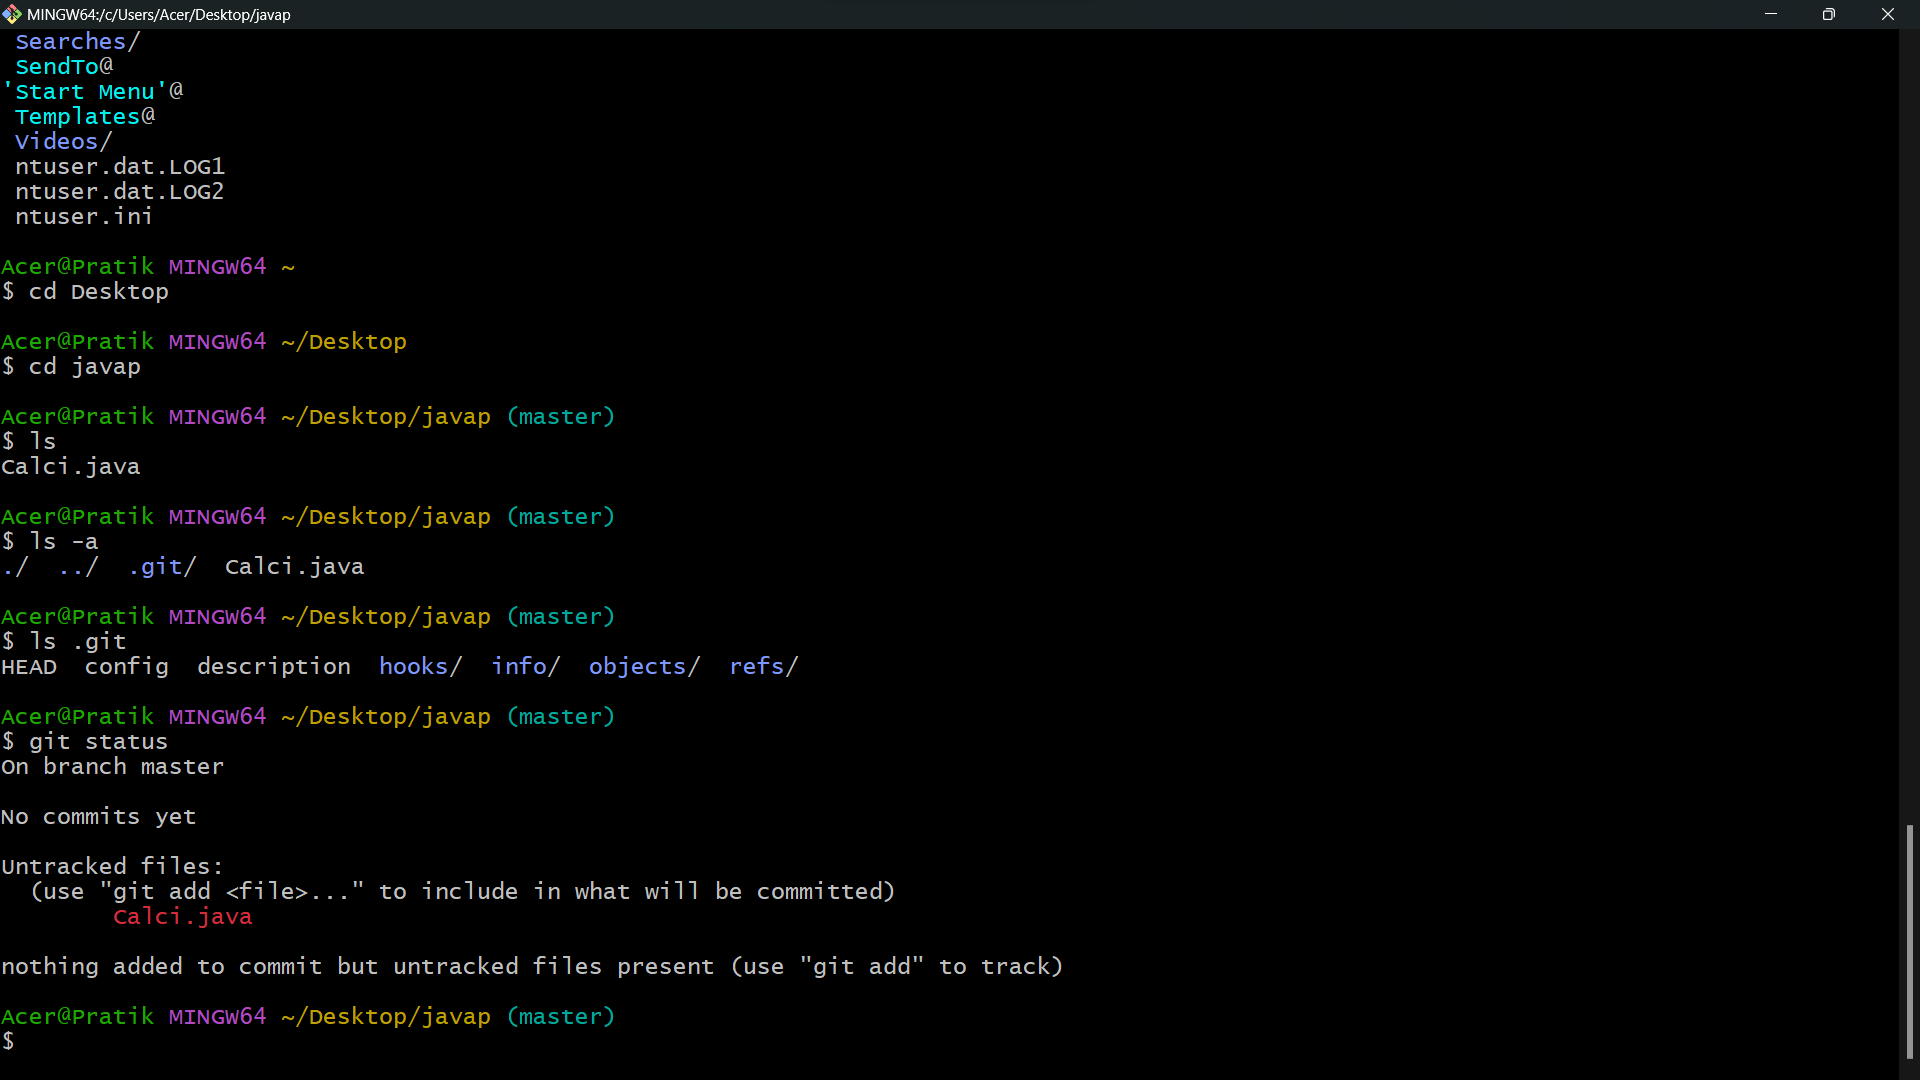 MINGW64:/c/Users/Acer/Desktop/javap
Searches/
SendTo@
'Start Menu'@
Templates@
Videos/
ntuser.dat.LOG1
ntuser.dat.LOG2
ntuser.ini
Acer@Pratik MINGW64 ~
$ cd Desktop
Acer@Pratik MINGW64 ~/Desktop
$ cd javap
Acer@Pratik MINGW64 ~/Desktop/javap (master)
$ ls
Calci.java
Acer@Pratik MINGW64 ~/Desktop/javap (master)
$ ls -a
./  ../  .git/  Calci.java
Acer@Pratik MINGW64 ~/Desktop/javap (master)
$ ls .git
HEAD  config  description  hooks/  info/  objects/  refs/
Acer@Pratik MINGW64 ~/Desktop/javap (master)
$ git status
On branch master
No commits yet
Untracked files:
  (use "git add <file>..." to include in what will be committed)
        Calci.java
nothing added to commit but untracked files present (use "git add" to track)
Acer@Pratik MINGW64 ~/Desktop/javap (master)
$